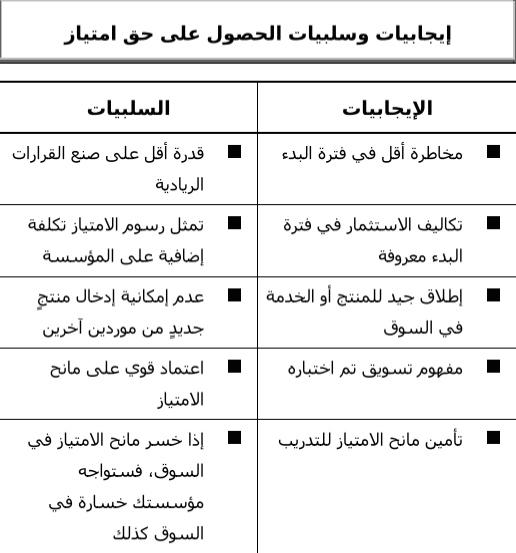 إيجابيات وسلبيات الحصول على حق امتياز
الإيجابيات
السلبيات
■ مخاطرة أقل في فترة البدء
■ قدرة أقل على صنع القرارات
الريادية
■ تكاليف الاستثمار في فترة
البدء معروفة
■ تمثل رسوم الامتياز تكلفة
إضافية على المؤسسة
■ إطلاق جيد للمنتج أو الخدمة
في السوق
■ عدم إمكانية إدخال منتجٍ
جديدٍ من موردين آخرين
■ مفهوم تسويق تم اختباره
■ اعتماد قوي على مانح
الامتياز
■ تأمين مانح الامتياز للتدريب
■ إذا خسر مانح الامتياز في
السوق، فستواجه
مؤسستك خسارة في
السوق كذلك